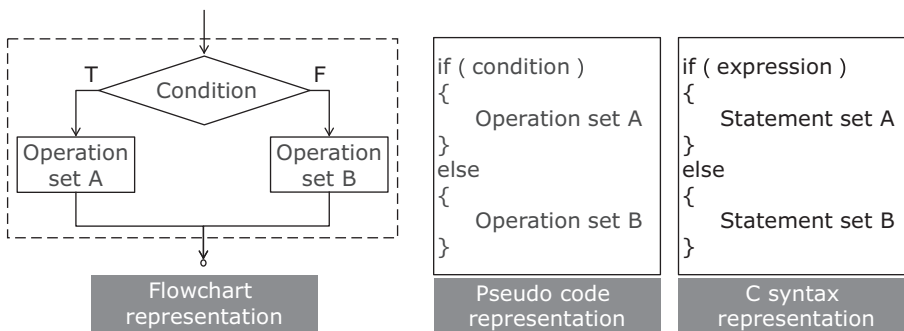 T
F
Condition
Operation
set A
Operation
set B
Flowchart
representation
if ( condition )
{
Operation set A
}
else
{
Operation set B
}
Pseudo code
representation
if ( expression )
{
Statement set A
}
else
{
Statement set B
}
C syntax
representation